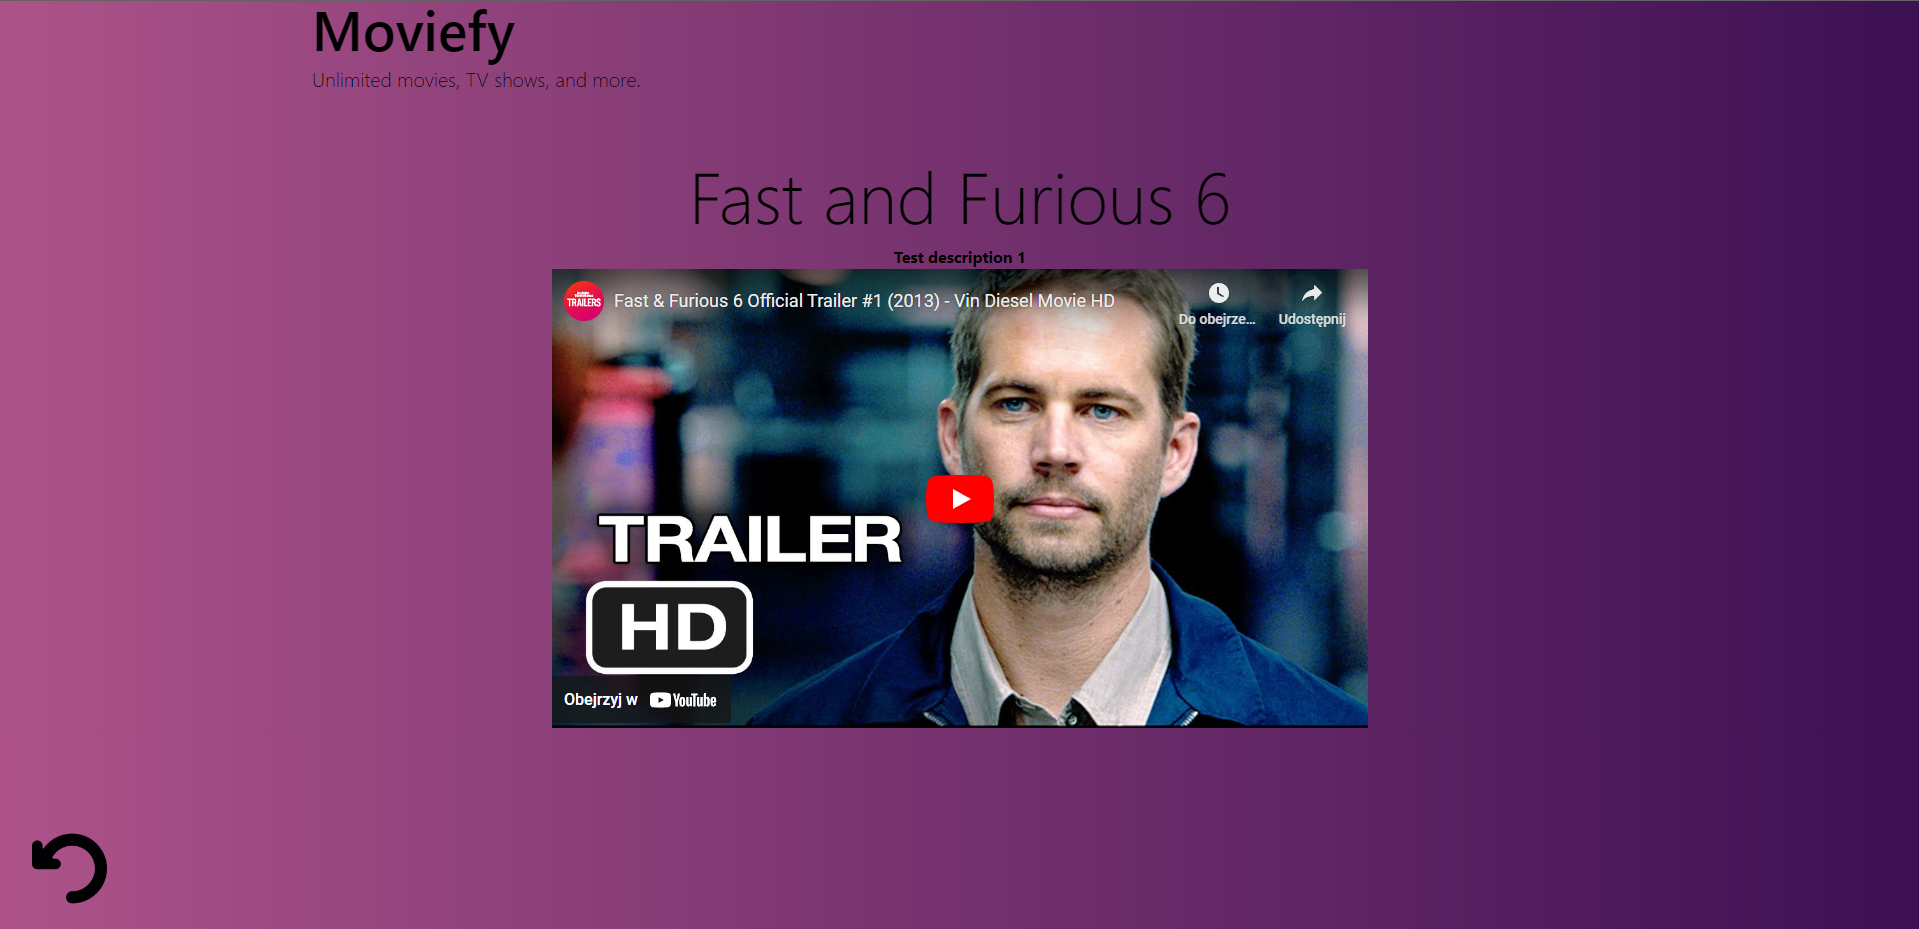 Moviefy
Unlimited movies, TV shows, and more.
Fast and Furious 6
Test description 1
TRAILERS
Fast & Furious 6 Official Trailer #1 (2013) - Vin Diesel Movie HD
Do obejrze...
Udostępnij
TRAILER
HD
Obejrzyj w YouTube